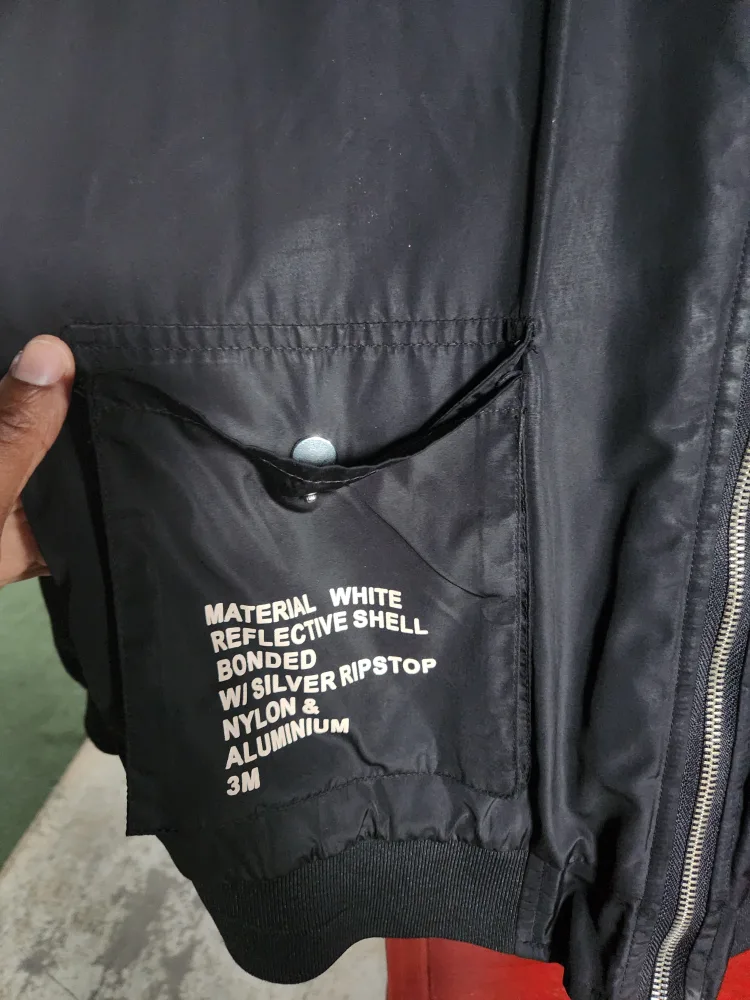 MATERIAL WHITE
REFLECTIVE SHELL
BONDED
W/ SILVER RIPSTOP
NYLON &
ALUMINIUM
3M